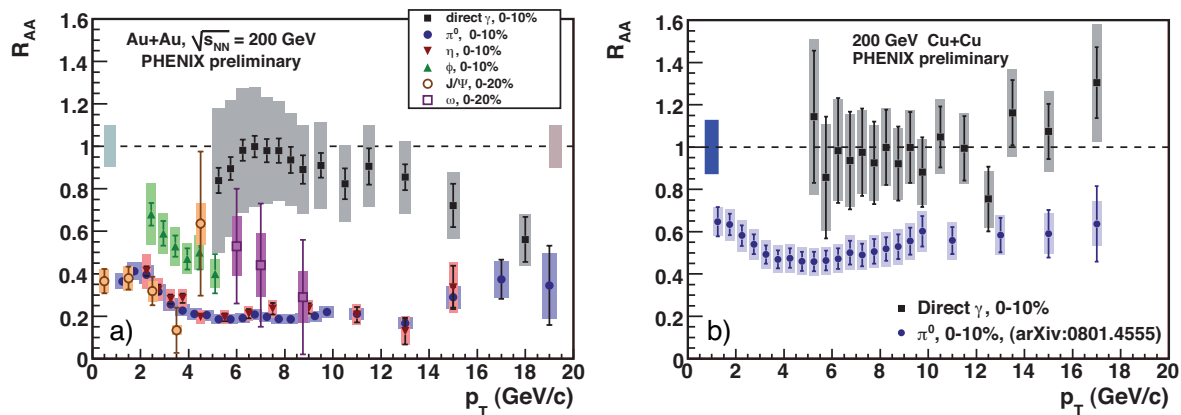 R_AA
1.6
1.4
1.2
1
0.8
0.6
0.4
0.2
0
Au+Au, √s_NN = 200 GeV
PHENIX preliminary
direct γ, 0-10%
π⁰, 0-10%
η, 0-10%
ϕ, 0-10%
J/Ψ, 0-20%
ω, 0-20%
a)
0 2 4 6 8 10 12 14 16 18 20
p_T (GeV/c)
R_AA
1.6
1.4
1.2
1
0.8
0.6
0.4
0.2
0
200 GeV Cu+Cu
PHENIX preliminary
Direct γ, 0-10%
π⁰, 0-10%, (arXiv:0801.4555)
b)
0 2 4 6 8 10 12 14 16 18 20
p_T (GeV/c)